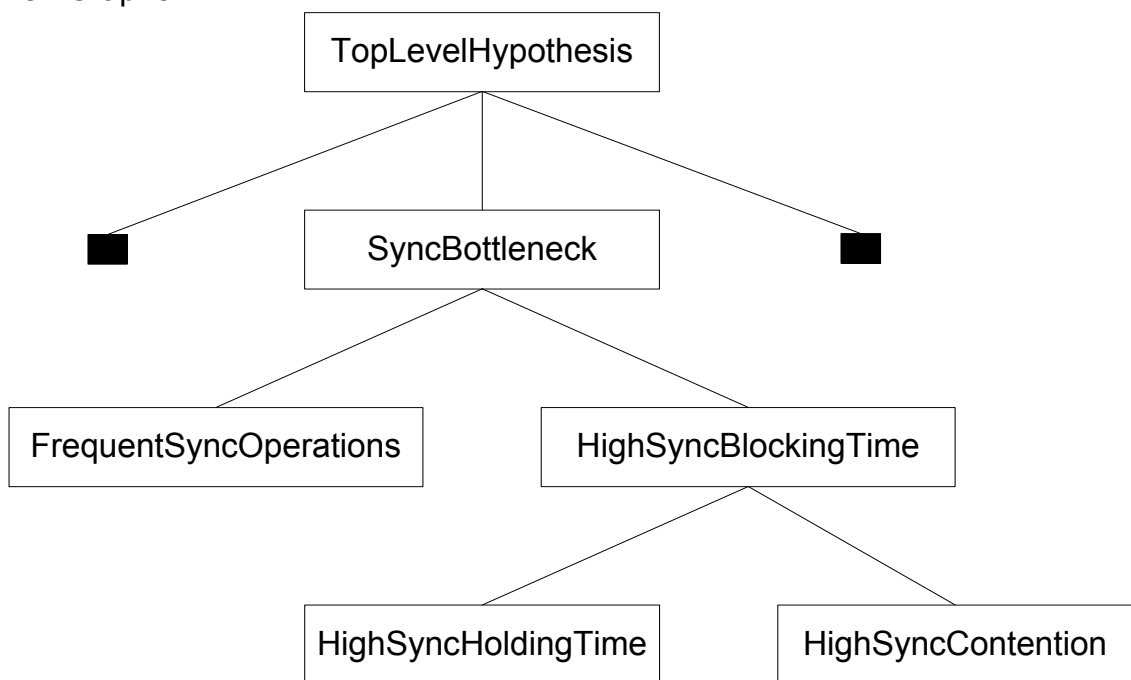 TopLevelHypothesis
SyncBottleneck
FrequentSyncOperations
HighSyncBlockingTime
HighSyncHoldingTime
HighSyncContention